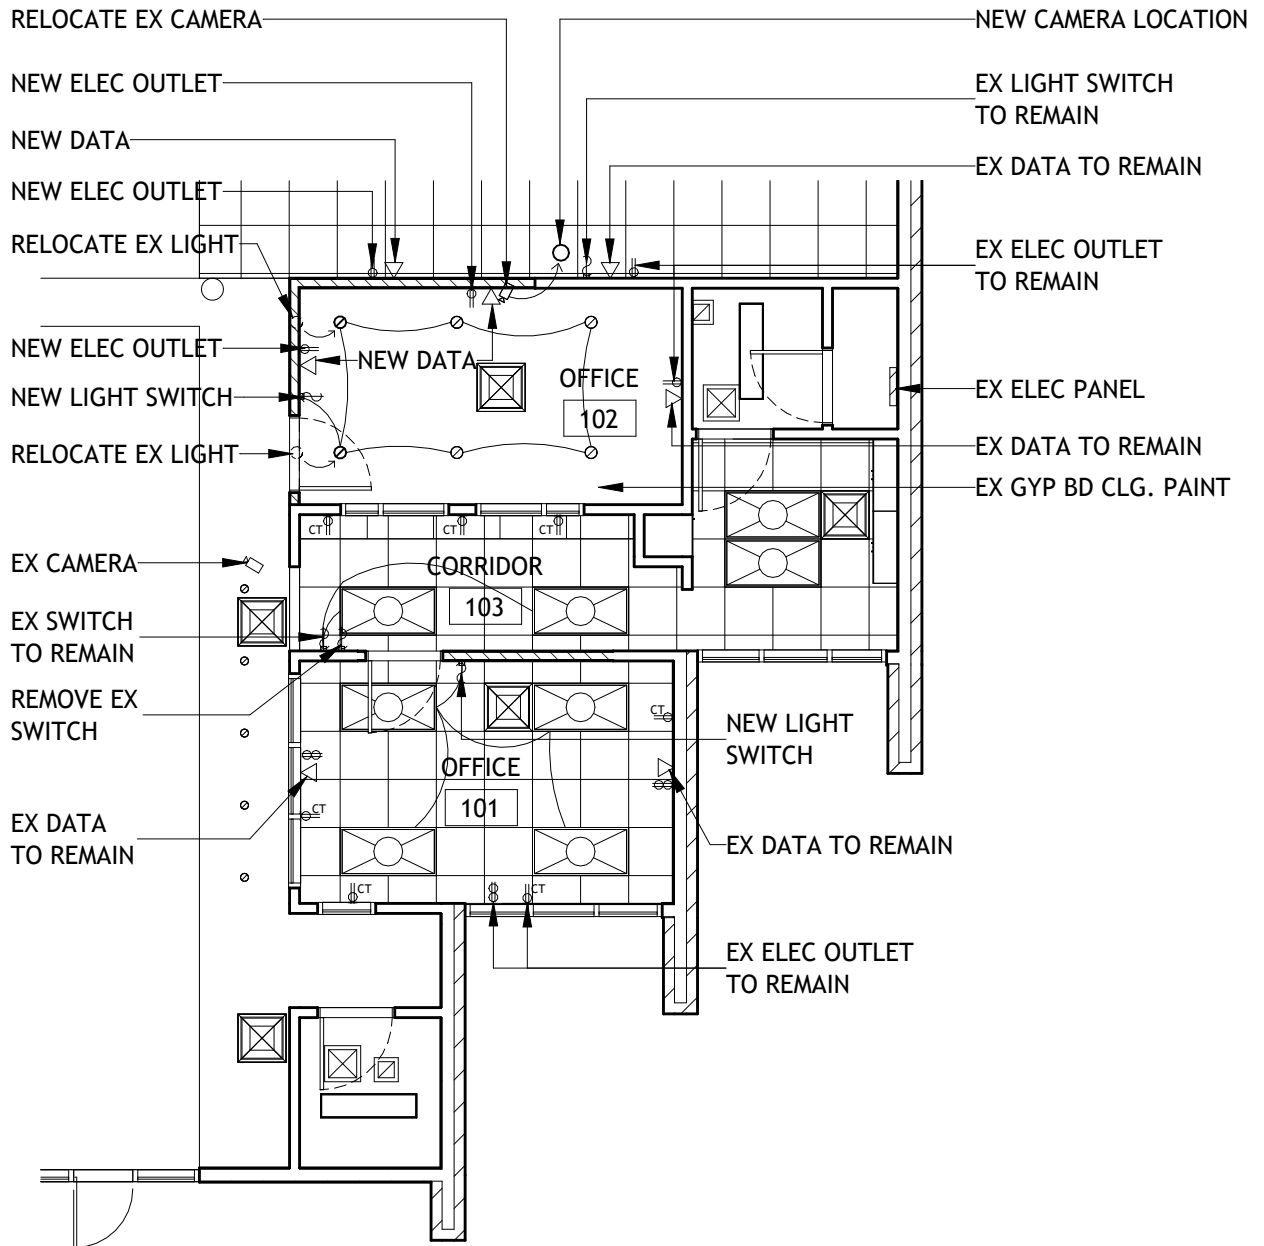 RELOCATE EX CAMERA
NEW CAMERA LOCATION
NEW ELEC OUTLET
EX LIGHT SWITCH
TO REMAIN
NEW DATA
EX DATA TO REMAIN
NEW ELEC OUTLET
RELOCATE EX LIGHT
EX ELEC OUTLET
TO REMAIN
NEW ELEC OUTLET
NEW DATA
OFFICE
102
EX ELEC PANEL
NEW LIGHT SWITCH
RELOCATE EX LIGHT
EX DATA TO REMAIN
EX GYP BD CLG. PAINT
CT
CT
CT
EX CAMERA
CORRIDOR
103
EX SWITCH
TO REMAIN
REMOVE EX
SWITCH
CT
NEW LIGHT
SWITCH
OFFICE
101
CT
EX DATA
TO REMAIN
EX DATA TO REMAIN
CT
CT
EX ELEC OUTLET
TO REMAIN